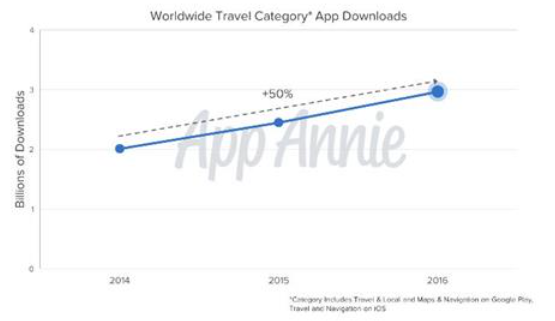 Worldwide Travel Category* App Downloads
4
3
2
1
0
Billions of Downloads
+50%
App Annie
2014
2015
2016
*Category Includes Travel & Local and Maps & Navigation on Google Play,
Travel and Navigation on iOS